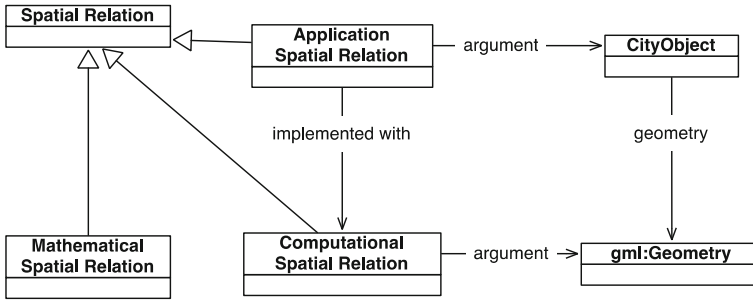 Spatial Relation
Application
Spatial Relation
argument
CityObject
implemented with
geometry
Mathematical
Spatial Relation
Computational
Spatial Relation
argument
gml:Geometry